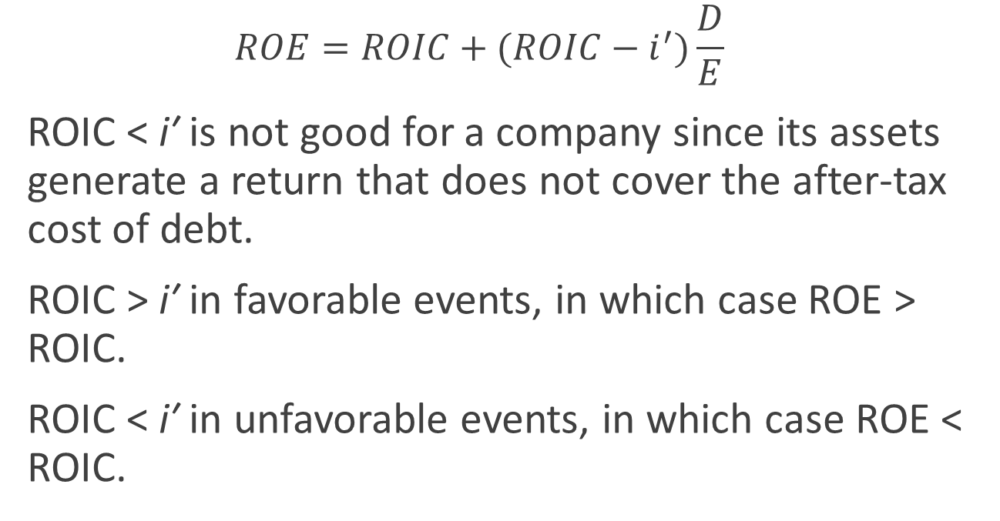 ROE = ROIC + (ROIC − i′) D/E
ROIC < i′ is not good for a company since its assets
generate a return that does not cover the after-tax
cost of debt.
ROIC > i′ in favorable events, in which case ROE >
ROIC.
ROIC < i′ in unfavorable events, in which case ROE <
ROIC.